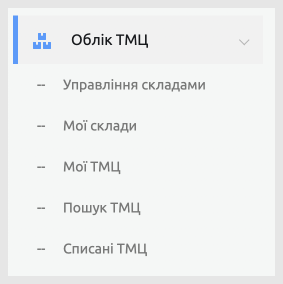 Облік ТМЦ
-- Управління складами
-- Мої склади
-- Мої ТМЦ
-- Пошук ТМЦ
-- Списані ТМЦ